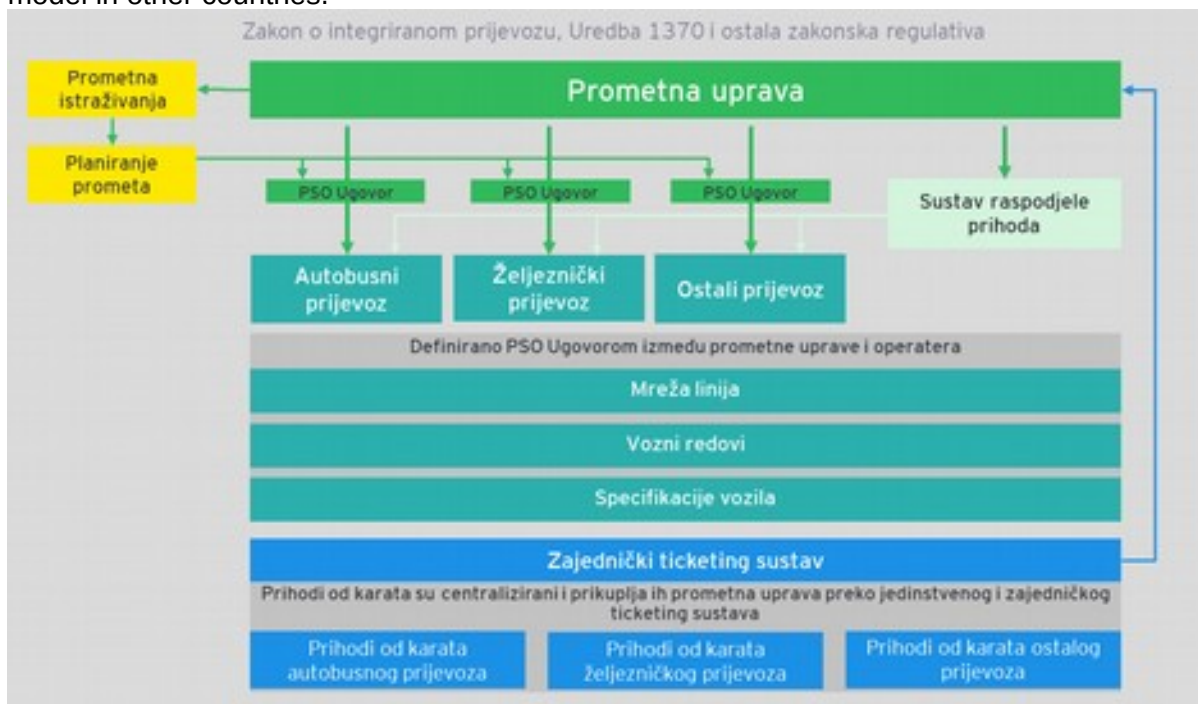 model in other countries.
Zakon o integriranom prijevozu, Uredba 1370 i ostala zakonska regulativa
Prometna
istraživanja
Prometna uprava
Planiranje
prometa
PSO Ugovor
PSO Ugovor
PSO Ugovor
Sustav raspodjele
prihoda
Autobusni
prijevoz
Željeznički
prijevoz
Ostali prijevoz
Definirano PSO Ugovorom između prometne uprave i operatera
Mreža linija
Vozni redovi
Specifikacije vozila
Zajednički ticketing sustav
Prihodi od karata su centralizirani i prikuplja ih prometna uprava preko jedinstvenog i zajedničkog
ticketing sustava
Prihodi od karata
autobusnog prijevoza
Prihodi od karata
željezničkog prijevoza
Prihodi od karata ostalog
prijevoza